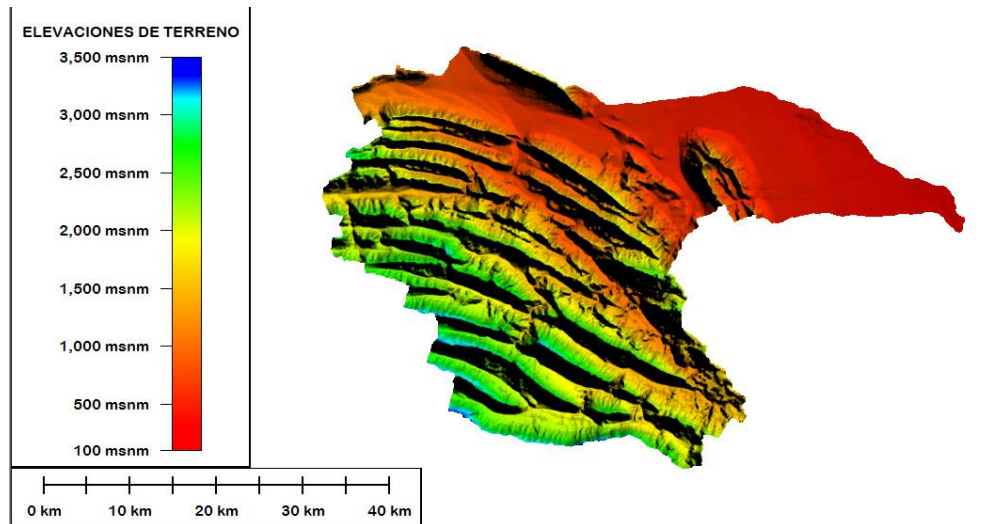 ELEVACIONES DE TERRENO
3,500 msnm
3,000 msnm
2,500 msnm
2,000 msnm
1,500 msnm
1,000 msnm
500 msnm
100 msnm
0 km 10 km 20 km 30 km 40 km